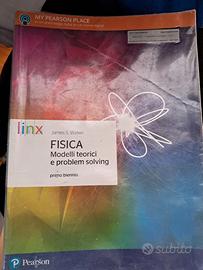 MY PEARSON PLACE
linx
James S. Walker
FISICA
Modelli teorici
e problem solving
primo biennio
Pearson
Subito